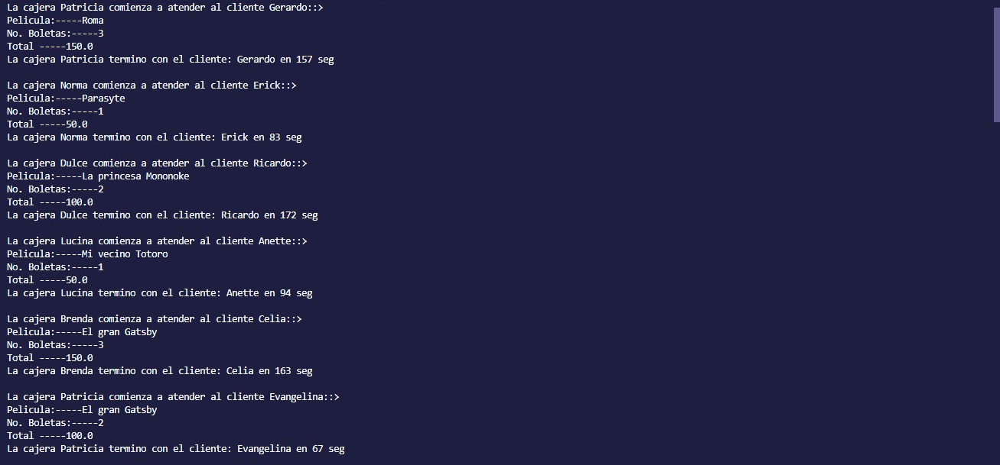 La cajera Patricia comienza a atender al cliente Gerardo::>
Pelicula:-----Roma
No. Boletas:-----3
Total -----150.0
La cajera Patricia termino con el cliente: Gerardo en 157 seg

La cajera Norma comienza a atender al cliente Erick::>
Pelicula:-----Parasyte
No. Boletas:-----1
Total -----50.0
La cajera Norma termino con el cliente: Erick en 83 seg

La cajera Dulce comienza a atender al cliente Ricardo::>
Pelicula:-----La princesa Mononoke
No. Boletas:-----2
Total -----100.0
La cajera Dulce termino con el cliente: Ricardo en 172 seg

La cajera Lucina comienza a atender al cliente Anette::>
Pelicula:-----Mi vecino Totoro
No. Boletas:-----1
Total -----50.0
La cajera Lucina termino con el cliente: Anette en 94 seg

La cajera Brenda comienza a atender al cliente Celia::>
Pelicula:-----El gran Gatsby
No. Boletas:-----3
Total -----150.0
La cajera Brenda termino con el cliente: Celia en 163 seg

La cajera Patricia comienza a atender al cliente Evangelina::>
Pelicula:-----El gran Gatsby
No. Boletas:-----2
Total -----100.0
La cajera Patricia termino con el cliente: Evangelina en 67 seg